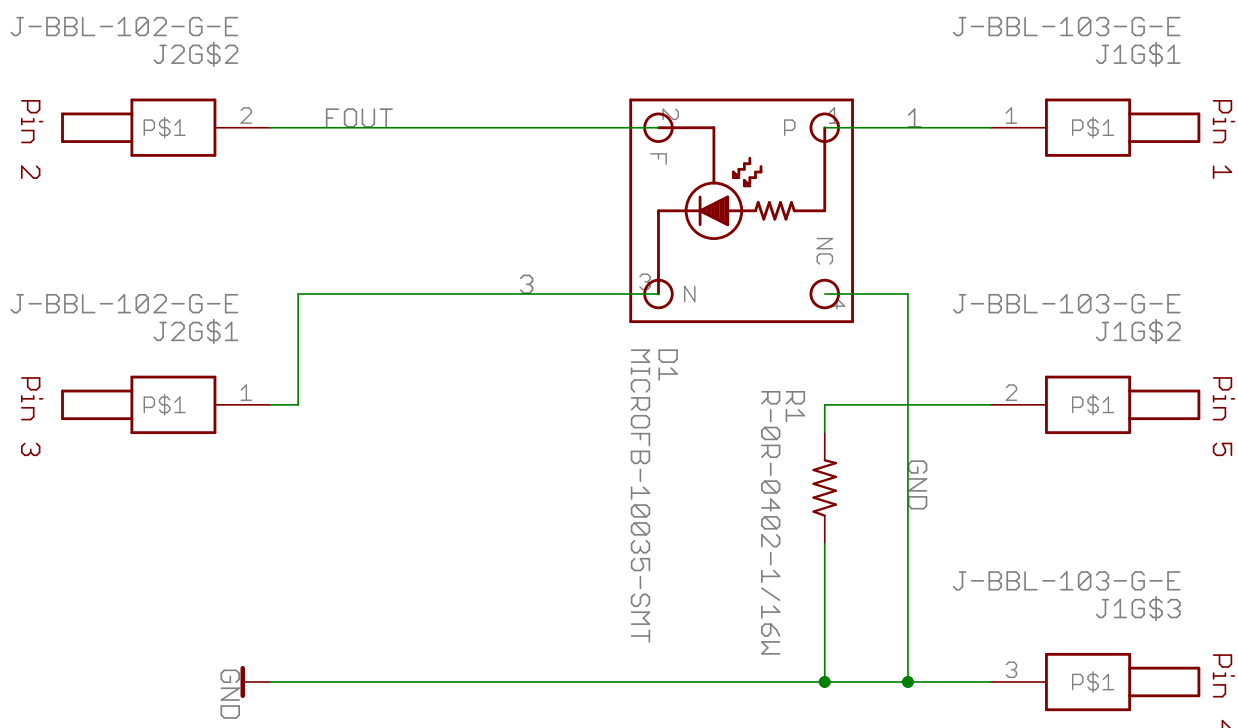 J-BBL-102-G-E
J2G$2
Pin 2
P$1
2
FOUT
2
F
P
1
1
1
P$1
J-BBL-103-G-E
J1G$1
Pin 1
NC
3
N
4
3
J-BBL-102-G-E
J2G$1
Pin 3
P$1
1
D1
MICROFB-10035-SMT
R1
R-0R-0402-1/16W
GND
J-BBL-103-G-E
J1G$2
2
P$1
Pin 5
J-BBL-103-G-E
J1G$3
3
P$1
Pin 4
GND